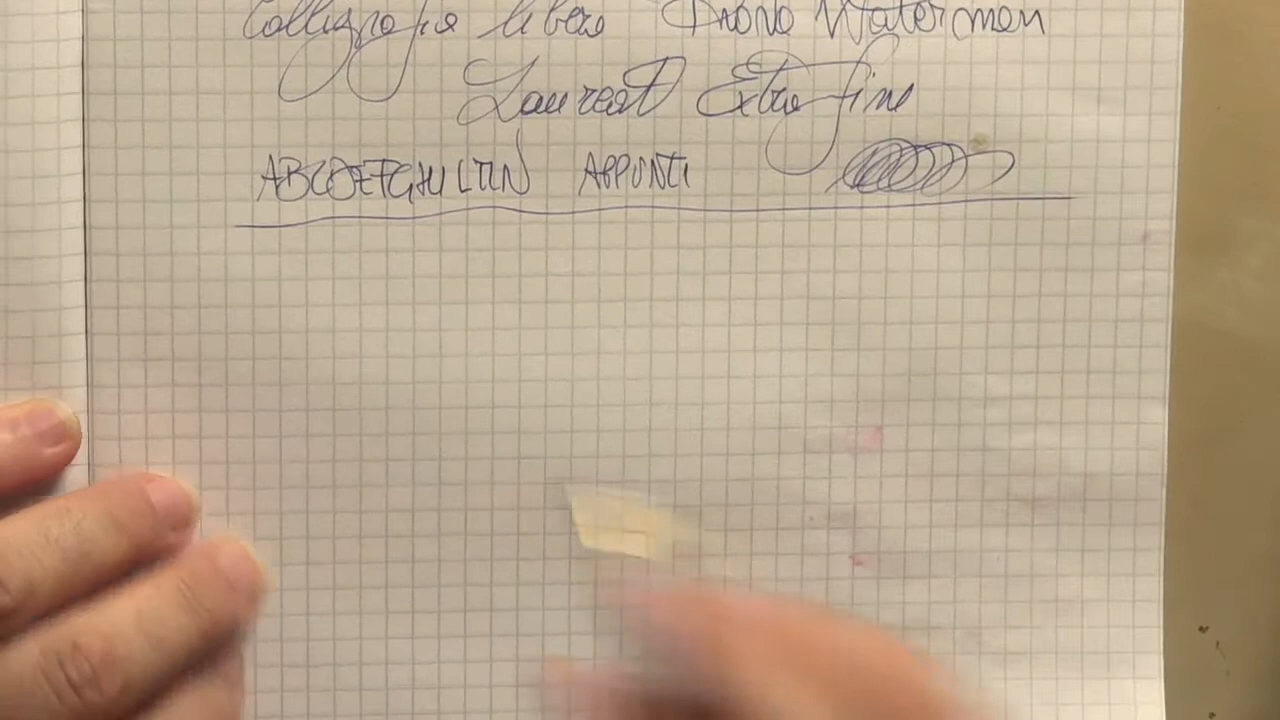 Calligrafia libera Prova Waterman
Laureat Extra fine
ABCDEFGHILMN APPUNTI